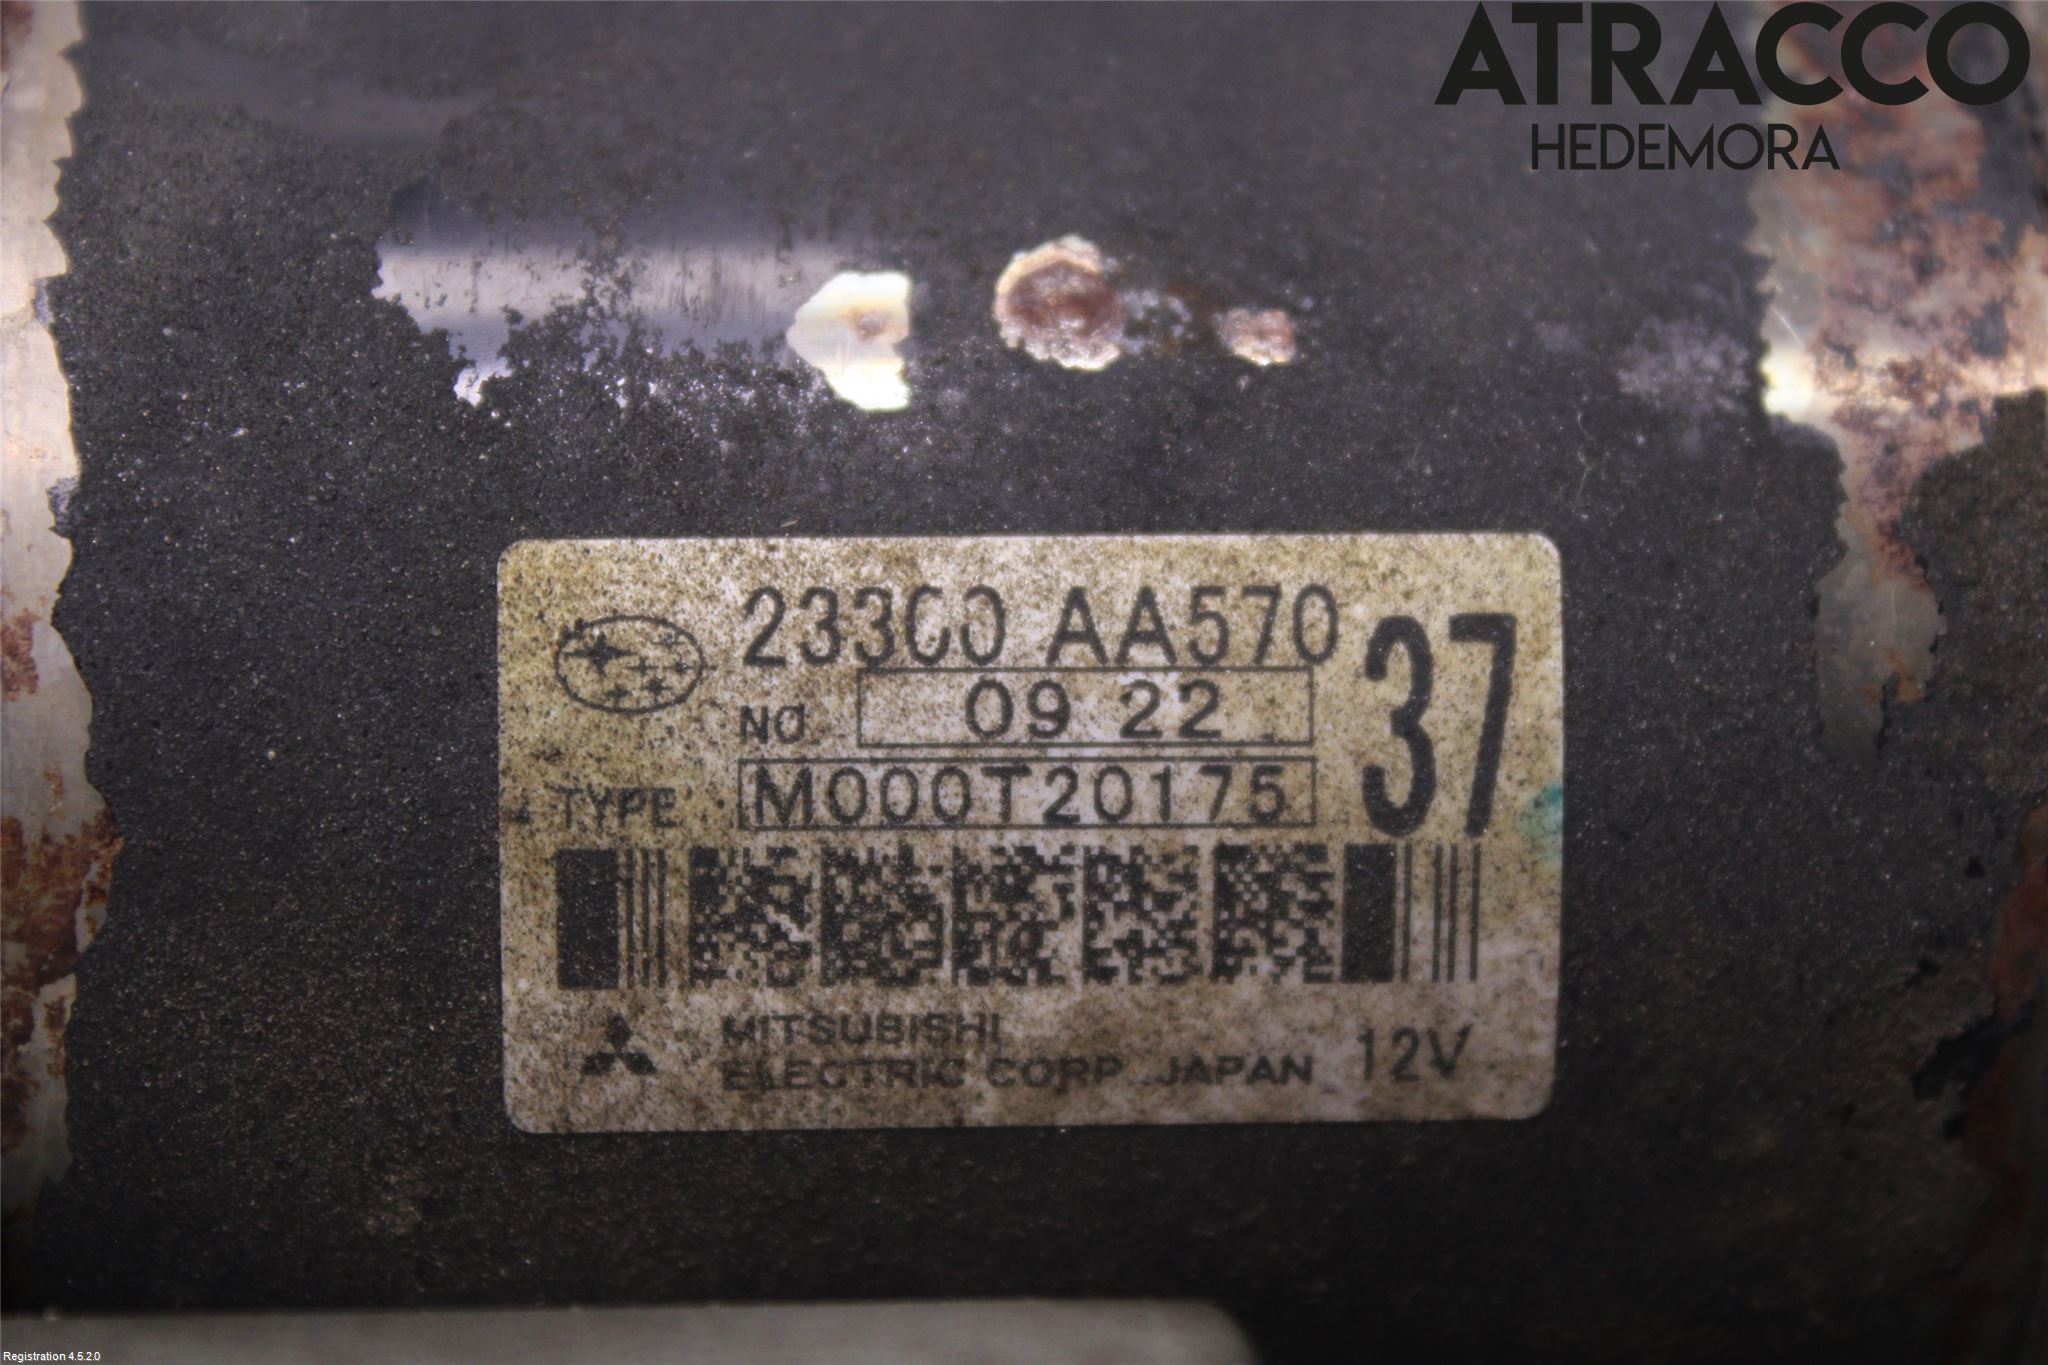 ATRACCO
HEDEMORA
23300 AA570
37
NO 09 22
TYPE M000T20175
MITSUBISHI
ELECTRIC CORP. JAPAN 12V
Registration 4.5.2.0